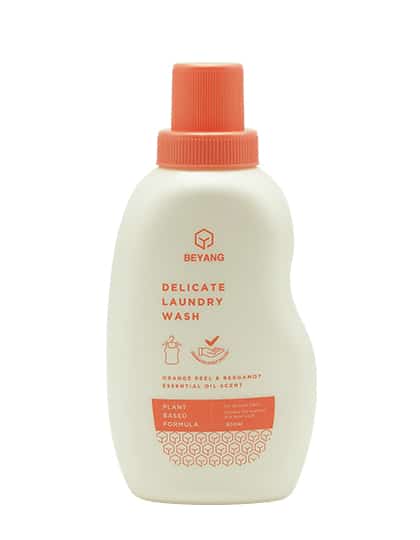 BEYANG
DELICATE
LAUNDRY
WASH
ORANGE PEEL & BERGAMOT
ESSENTIAL OIL SCENT
PLANT
BASED
FORMULA